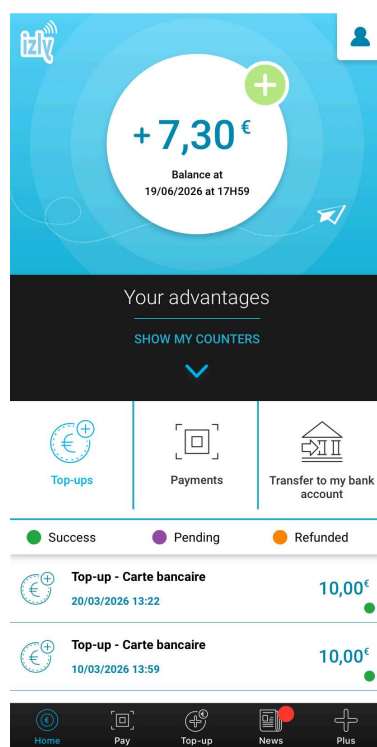 izly
+ 7,30 €
Balance at
19/06/2026 at 17H59
Your advantages
SHOW MY COUNTERS
Top-ups
Payments
Transfer to my bank
account
Success
Pending
Refunded
Top-up - Carte bancaire
20/03/2026 13:22
10,00€
Top-up - Carte bancaire
10/03/2026 13:59
10,00€
Home
Pay
Top-up
News
Plus